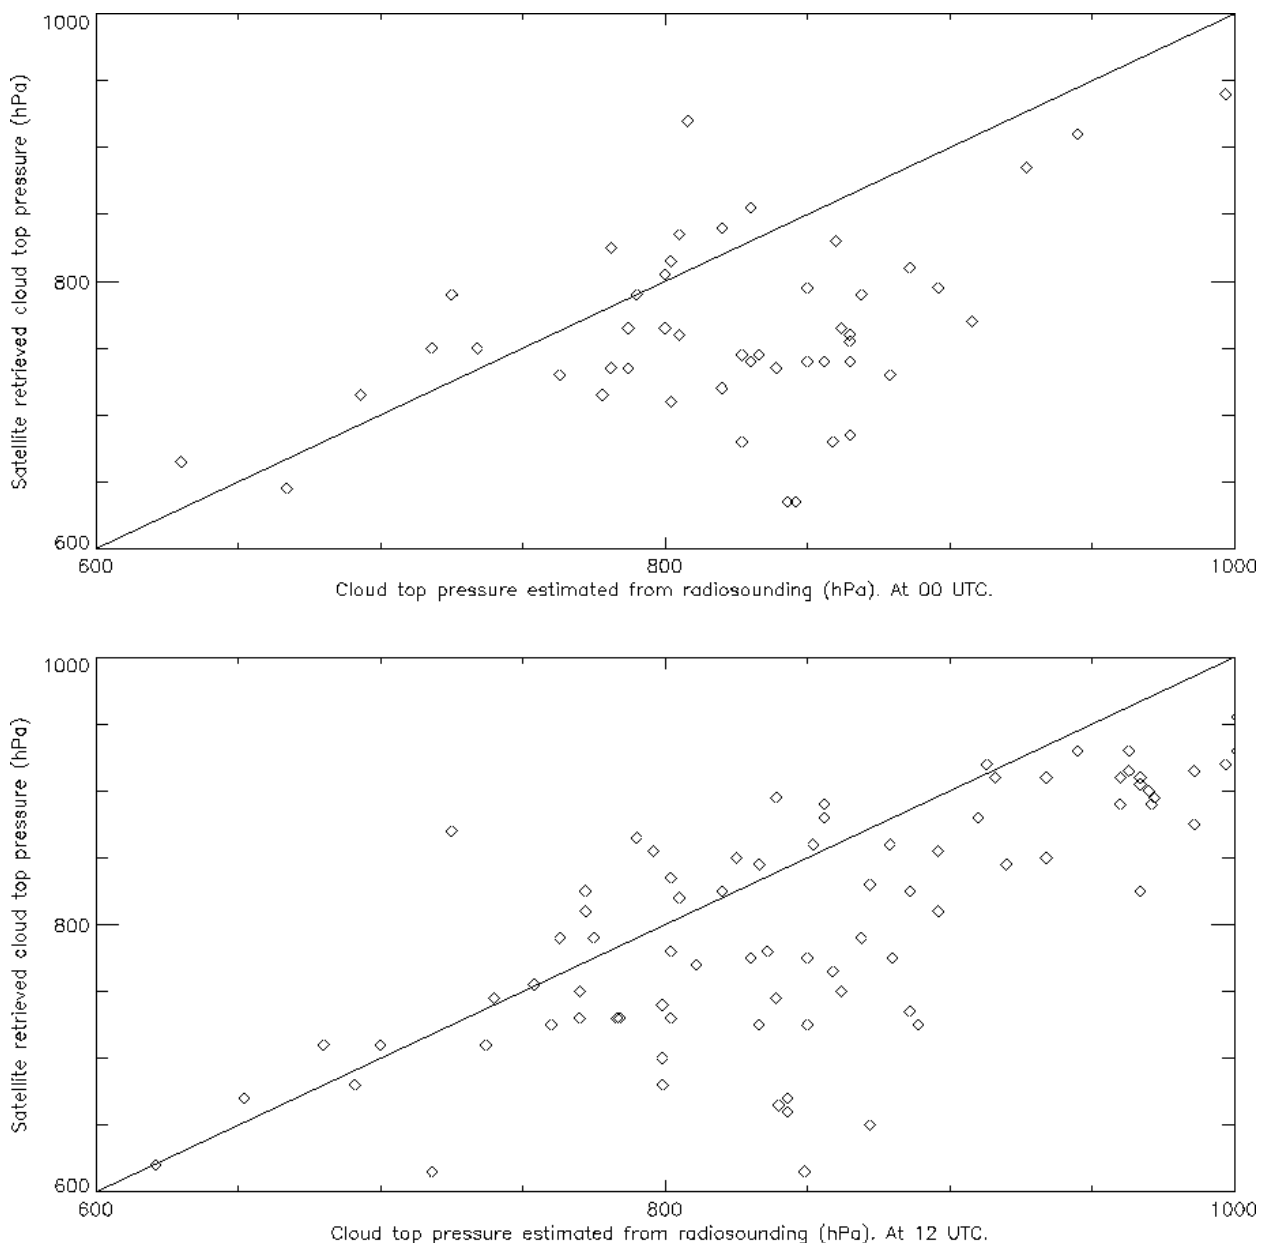 1000
800
600
Satellite retrieved cloud top pressure (hPa)
600 800 1000
Cloud top pressure estimated from radiosounding (hPa). At 00 UTC.
1000
800
600
Satellite retrieved cloud top pressure (hPa)
600 800 1000
Cloud top pressure estimated from radiosounding (hPa). At 12 UTC.